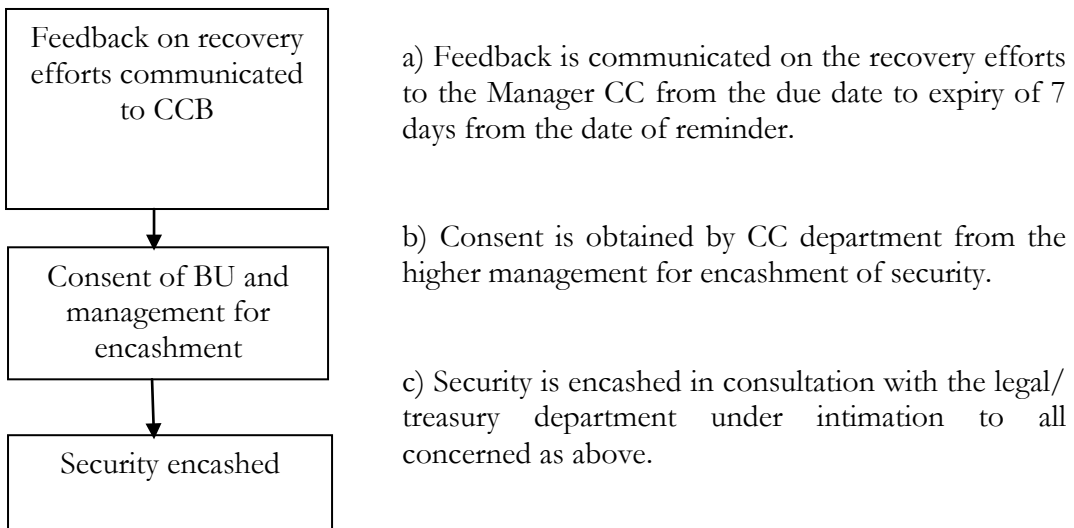 Feedback on recovery
efforts communicated
to CCB
a) Feedback is communicated on the recovery efforts
to the Manager CC from the due date to expiry of 7
days from the date of reminder.
Consent of BU and
management for
encashment
b) Consent is obtained by CC department from the
higher management for encashment of security.
Security encashed
c) Security is encashed in consultation with the legal/
treasury department under intimation to all
concerned as above.